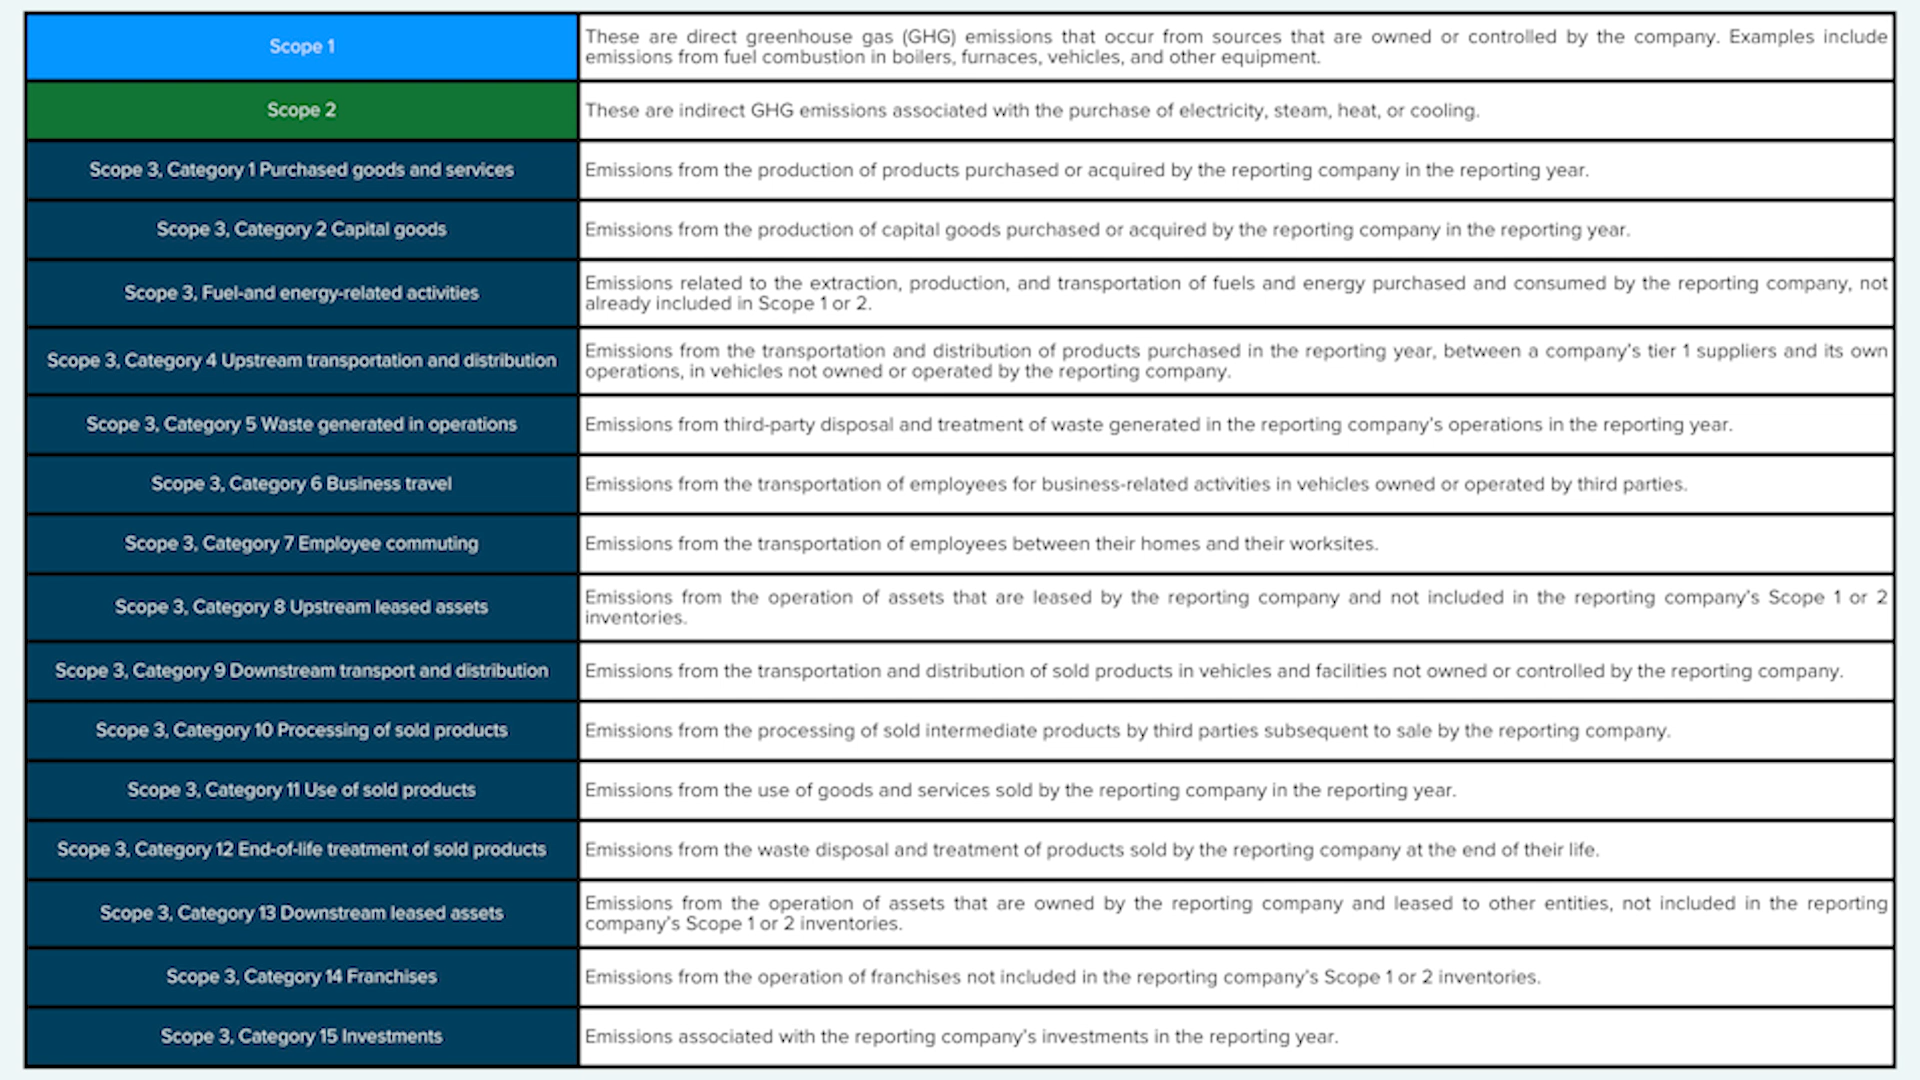 Scope 1
These are direct greenhouse gas (GHG) emissions that occur from sources that are owned or controlled by the company. Examples include
emissions from fuel combustion in boilers, furnaces, vehicles, and other equipment.
Scope 2
These are indirect GHG emissions associated with the purchase of electricity, steam, heat, or cooling.
Scope 3, Category 1 Purchased goods and services
Emissions from the production of products purchased or acquired by the reporting company in the reporting year.
Scope 3, Category 2 Capital goods
Emissions from the production of capital goods purchased or acquired by the reporting company in the reporting year.
Scope 3, Fuel-and energy-related activities
Emissions related to the extraction, production, and transportation of fuels and energy purchased and consumed by the reporting company, not
already included in Scope 1 or 2.
Scope 3, Category 4 Upstream transportation and distribution
Emissions from the transportation and distribution of products purchased in the reporting year, between a company's tier 1 suppliers and its own
operations, in vehicles not owned or operated by the reporting company.
Scope 3, Category 5 Waste generated in operations
Emissions from third-party disposal and treatment of waste generated in the reporting company's operations in the reporting year.
Scope 3, Category 6 Business travel
Emissions from the transportation of employees for business-related activities in vehicles owned or operated by third parties.
Scope 3, Category 7 Employee commuting
Emissions from the transportation of employees between their homes and their worksites.
Scope 3, Category 8 Upstream leased assets
Emissions from the operation of assets that are leased by the reporting company and not included in the reporting company's Scope 1 or 2
inventories.
Scope 3, Category 9 Downstream transport and distribution
Emissions from the transportation and distribution of sold products in vehicles and facilities not owned or controlled by the reporting company.
Scope 3, Category 10 Processing of sold products
Emissions from the processing of sold intermediate products by third parties subsequent to sale by the reporting company.
Scope 3, Category 11 Use of sold products
Emissions from the use of goods and services sold by the reporting company in the reporting year.
Scope 3, Category 12 End-of-life treatment of sold products
Emissions from the waste disposal and treatment of products sold by the reporting company at the end of their life.
Scope 3, Category 13 Downstream leased assets
Emissions from the operation of assets that are owned by the reporting company and leased to other entities, not included in the reporting
company's Scope 1 or 2 inventories.
Scope 3, Category 14 Franchises
Emissions from the operation of franchises not included in the reporting company's Scope 1 or 2 inventories.
Scope 3, Category 15 Investments
Emissions associated with the reporting company's investments in the reporting year.